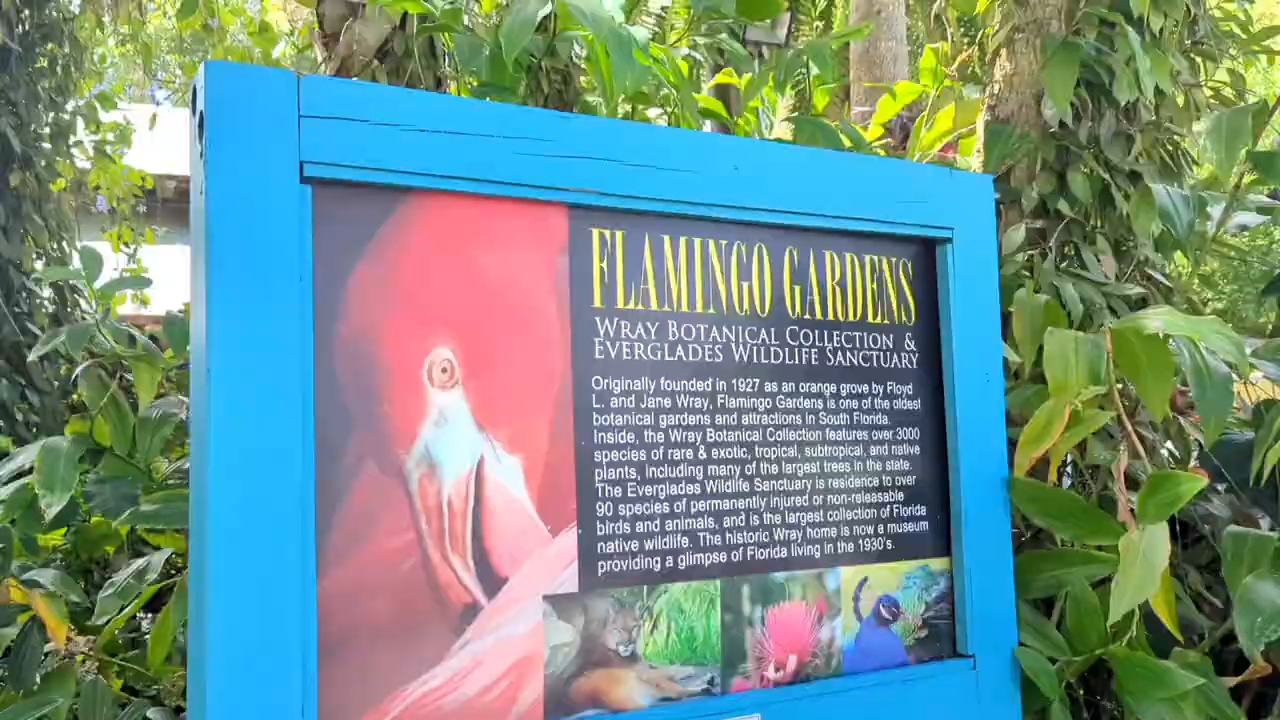 FLAMINGO GARDENS
WRAY BOTANICAL COLLECTION &
EVERGLADES WILDLIFE SANCTUARY
Originally founded in 1927 as an orange grove by Floyd
L. and Jane Wray, Flamingo Gardens is one of the oldest
botanical gardens and attractions in South Florida.
Inside, the Wray Botanical Collection features over 3000
species of rare & exotic, tropical, subtropical, and native
plants, including many of the largest trees in the state.
The Everglades Wildlife Sanctuary is residence to over
90 species of permanently injured or non-releasable
birds and animals, and is the largest collection of Florida
native wildlife. The historic Wray home is now a museum
providing a glimpse of Florida living in the 1930's.